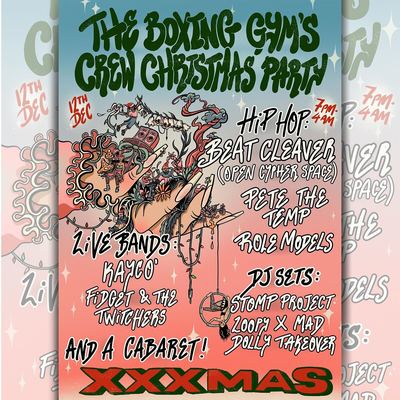 THE BOXING GYM'S
CREW CHRISTMAS PARTY
12TH
DEC
7PM-
4AM
HIP HOP:
BEAT CLEAVER
(OPEN CYPHER SPACE)
PETE THE
TEMP
ROLE MODELS
LIVE BANDS:
KAYCO'
FIDGET & THE
TWITCHERS
DJ SETS:
STOMP PROJECT
LOOPY X MAD
DOLLY TAKEOVER
AND A CABARET!
XXXMAS